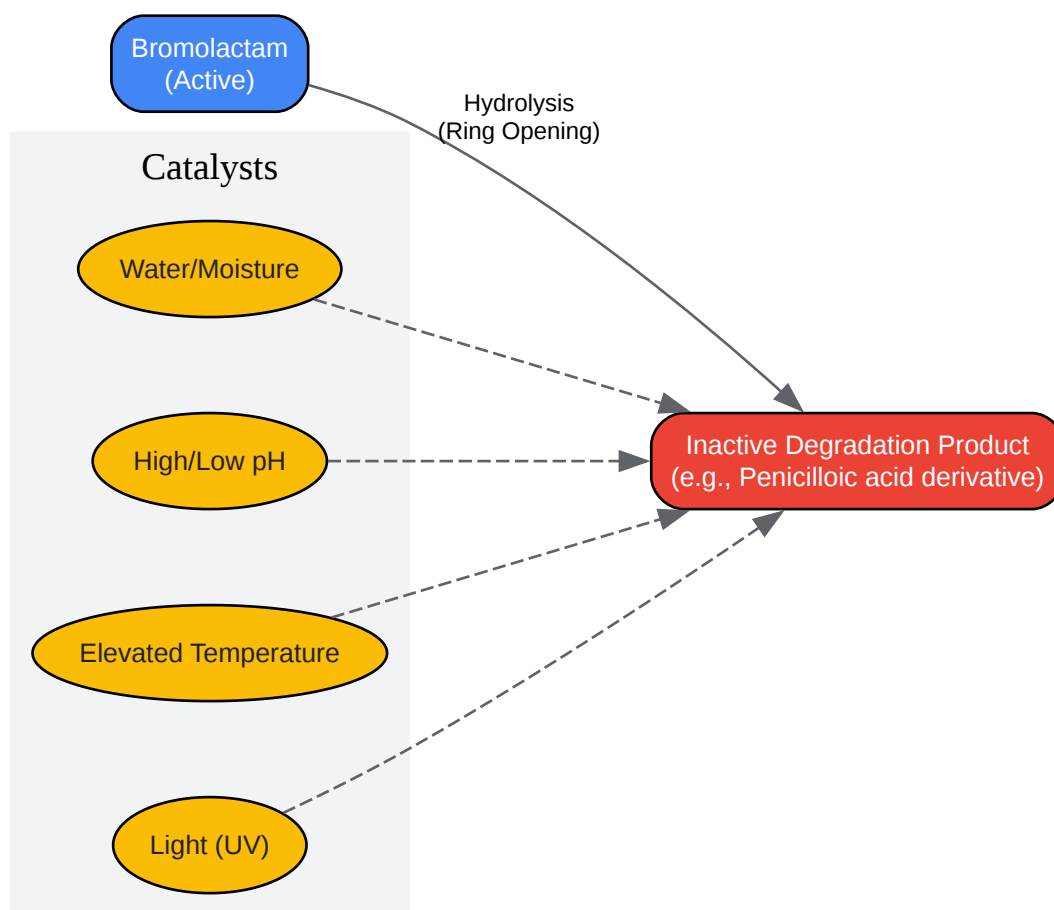 Bromolactam
(Active)
Hydrolysis
(Ring Opening)
Catalysts
Water/Moisture
High/Low pH
Inactive Degradation Product
(e.g., Penicilloic acid derivative)
Elevated Temperature
Light (UV)